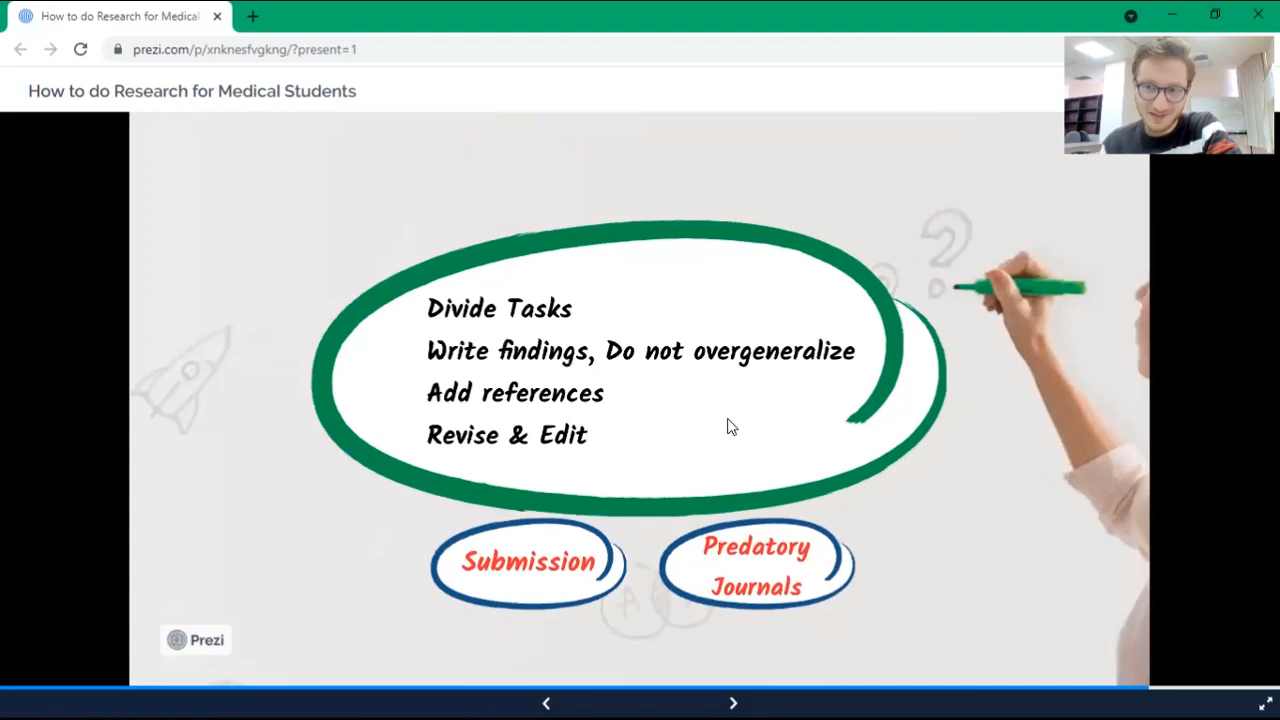 How to do Research for Medical
prezi.com/p/xnknesfvgkng/?present=1
How to do Research for Medical Students
Divide Tasks
Write findings, Do not overgeneralize
Add references
Revise & Edit
Submission
Predatory
Journals
A
Prezi